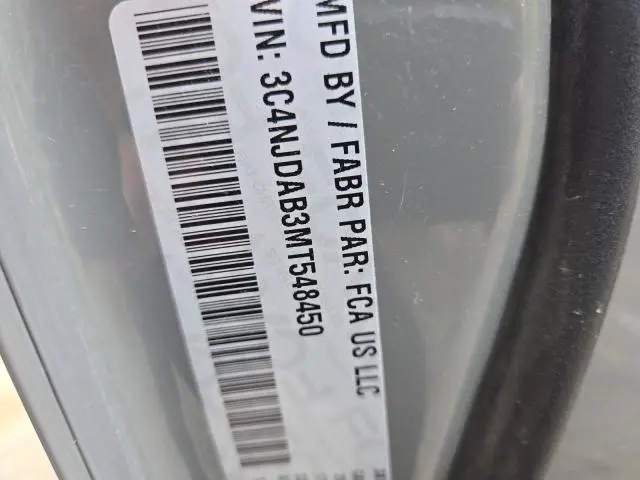 MFD BY / FABR PAR: FCA US LLC
VIN: 3C4NJDAB3MT548450